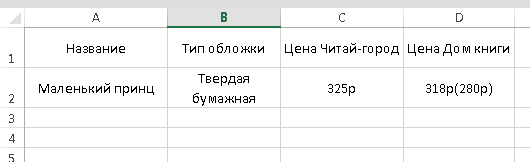 A B C D
1 Название Тип обложки Цена Читай-город Цена Дом книги
Твердая
2 Маленький принц бумажная 325р 318р(280р)
3
4
5